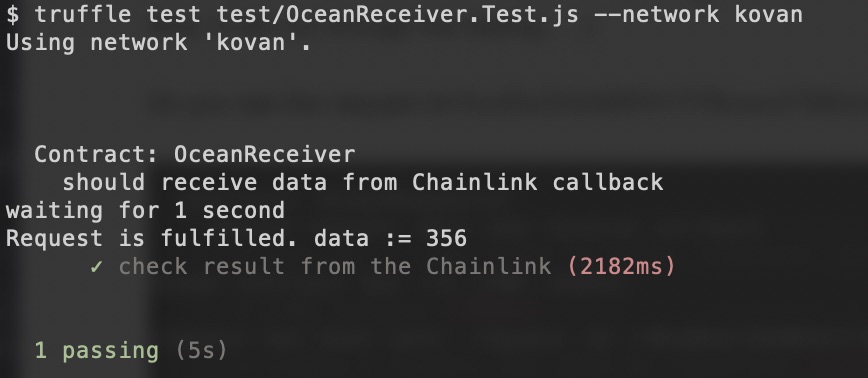 $ truffle test test/OceanReceiver.Test.js --network kovan
Using network 'kovan'.
Contract: OceanReceiver
should receive data from Chainlink callback
waiting for 1 second
Request is fulfilled. data := 356
✓ check result from the Chainlink (2182ms)
1 passing (5s)